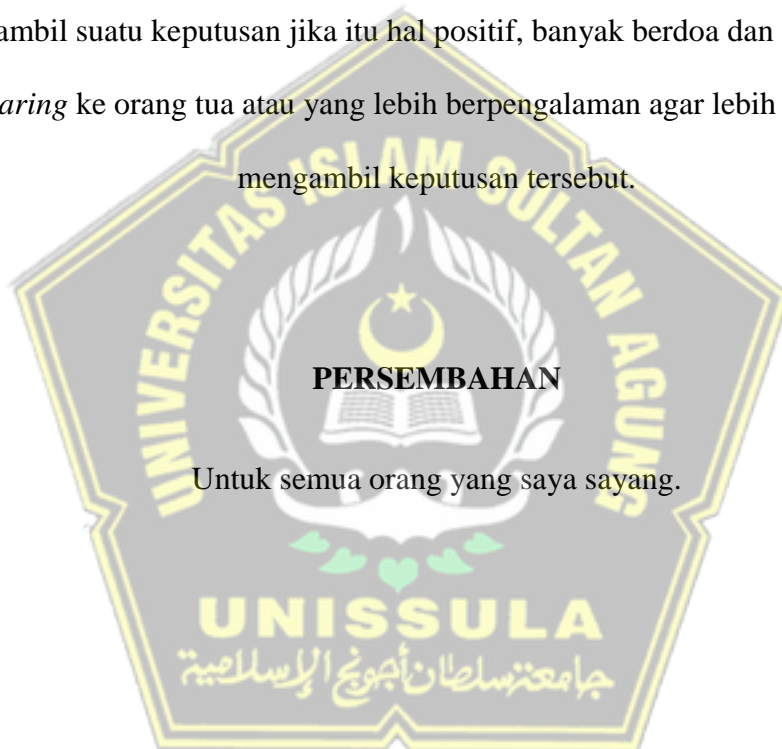 ambil suatu keputusan jika itu hal positif, banyak berdoa dan
aring ke orang tua atau yang lebih berpengalaman agar lebih
mengambil keputusan tersebut.
UNIVERSITAS ISLAM SULTAN AGUNG
PERSEMBAHAN
Untuk semua orang yang saya sayang.
UNISSULA
جامعة سلطان أجونج الإسلامية